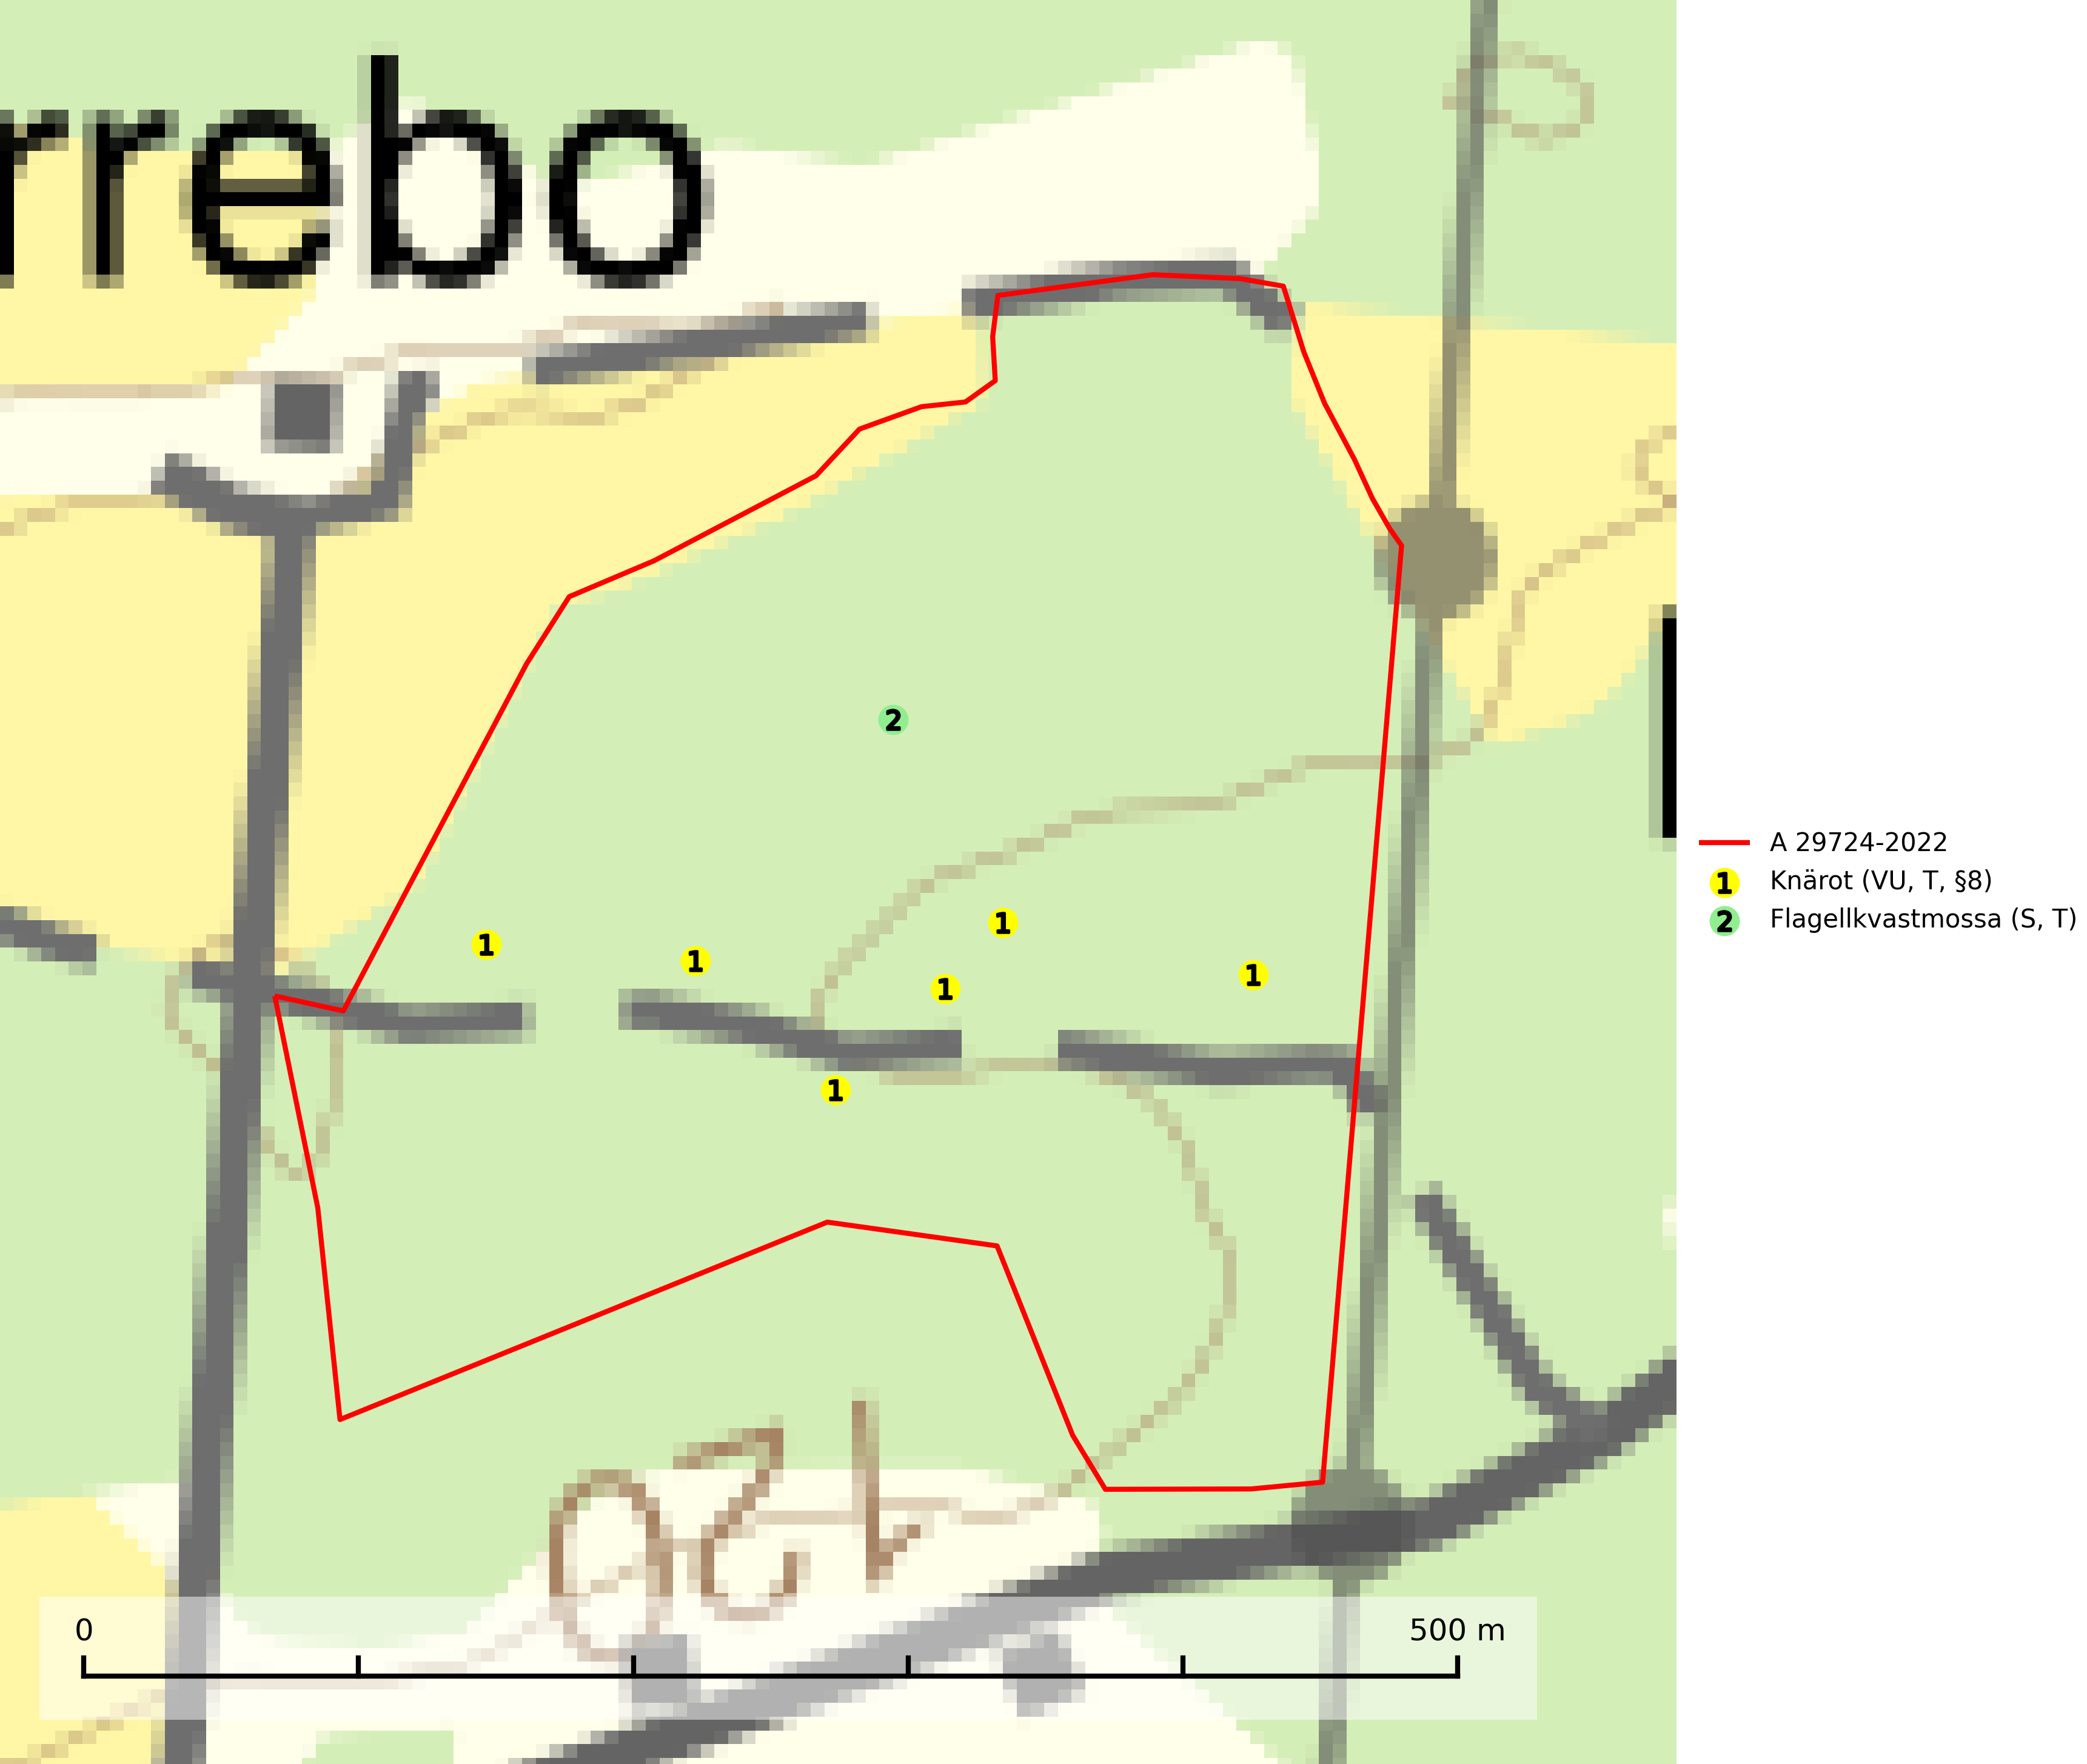 rrebo
2
1
1
1
1
1
1
0
500 m
A 29724-2022
1 Knärot (VU, T, §8)
2 Flagellkvastmossa (S, T)